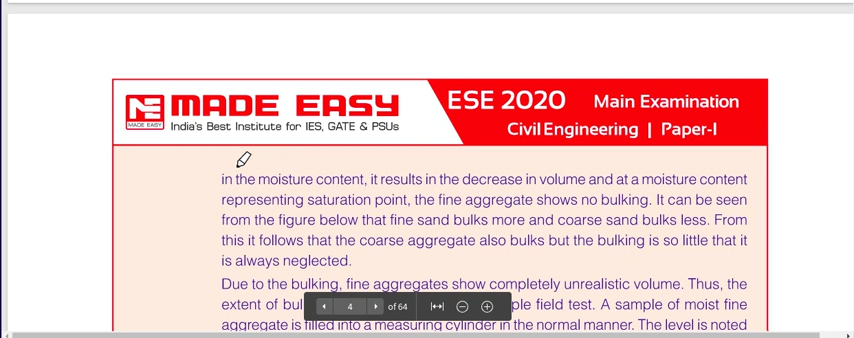 MADE EASY
MADE EASY
India's Best Institute for IES, GATE & PSUs
ESE 2020 Main Examination
Civil Engineering | Paper-I
in the moisture content, it results in the decrease in volume and at a moisture content
representing saturation point, the fine aggregate shows no bulking. It can be seen
from the figure below that fine sand bulks more and coarse sand bulks less. From
this it follows that the coarse aggregate also bulks but the bulking is so little that it
is always neglected.
Due to the bulking, fine aggregates show completely unrealistic volume. Thus, the
extent of bul ple field test. A sample of moist fine
4 of 64
aggregate is filled into a measuring cylinder in the normal manner. The level is noted